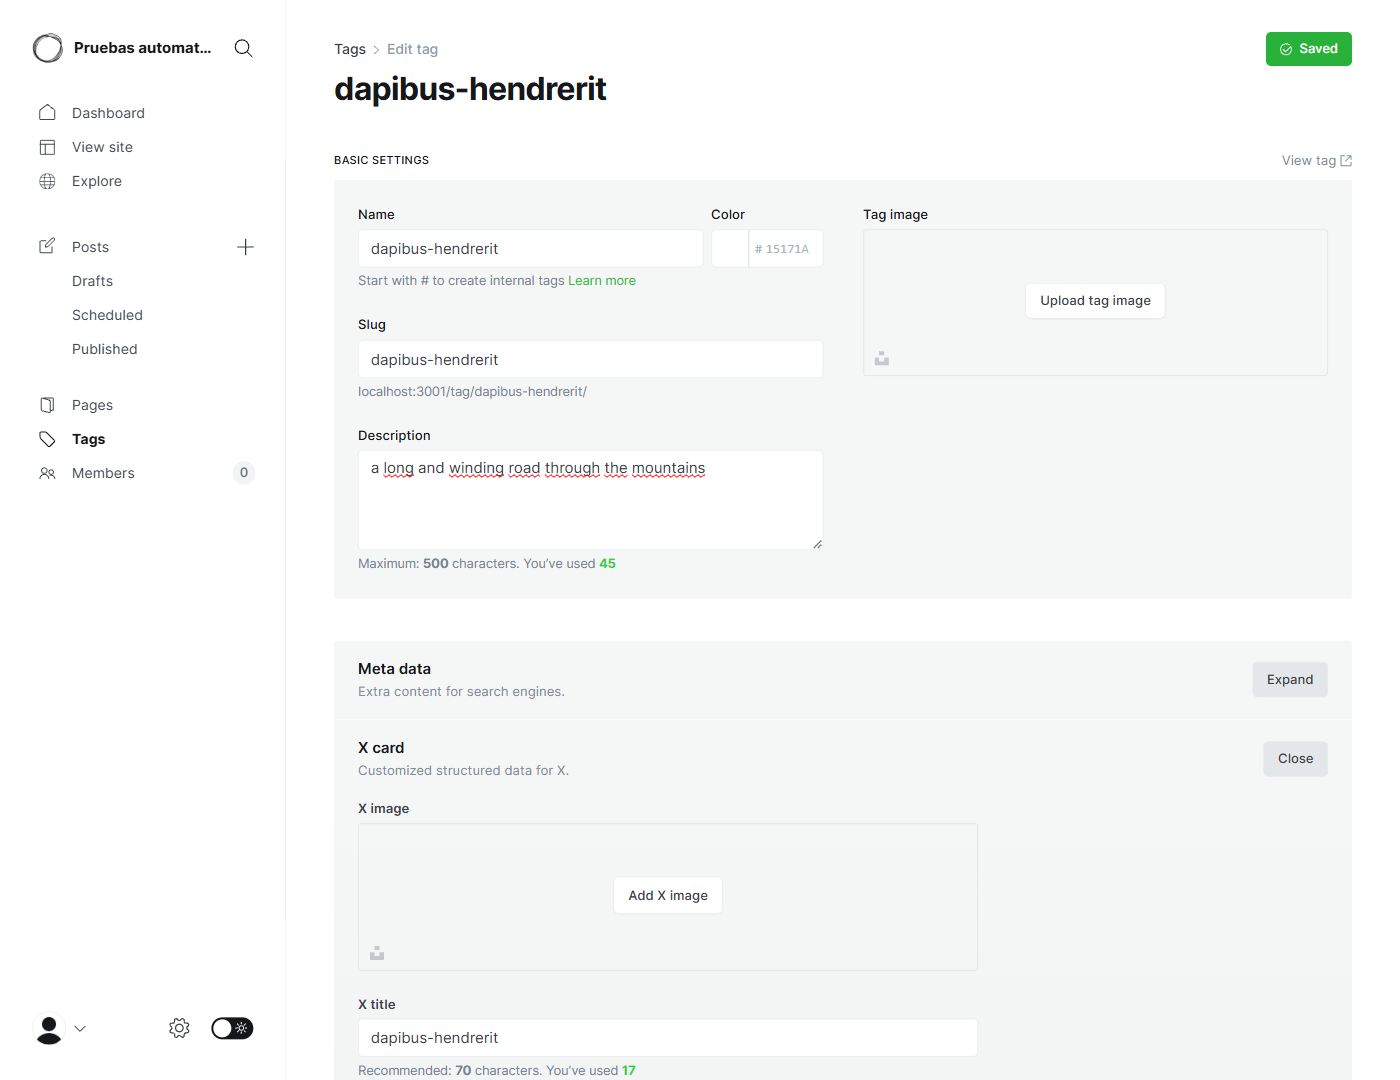 Pruebas automat...
Dashboard
View site
Explore
Posts
Drafts
Scheduled
Published
Pages
Tags
Members
0
Tags > Edit tag
Saved
dapibus-hendrerit
BASIC SETTINGS
View tag
Name
dapibus-hendrerit
Start with # to create internal tags Learn more
Color
# 15171A
Tag image
Upload tag image
Slug
dapibus-hendrerit
localhost:3001/tag/dapibus-hendrerit/
Description
a long and winding road through the mountains
Maximum: 500 characters. You’ve used 45
Meta data
Extra content for search engines.
Expand
X card
Customized structured data for X.
Close
X image
Add X image
X title
dapibus-hendrerit
Recommended: 70 characters. You’ve used 17